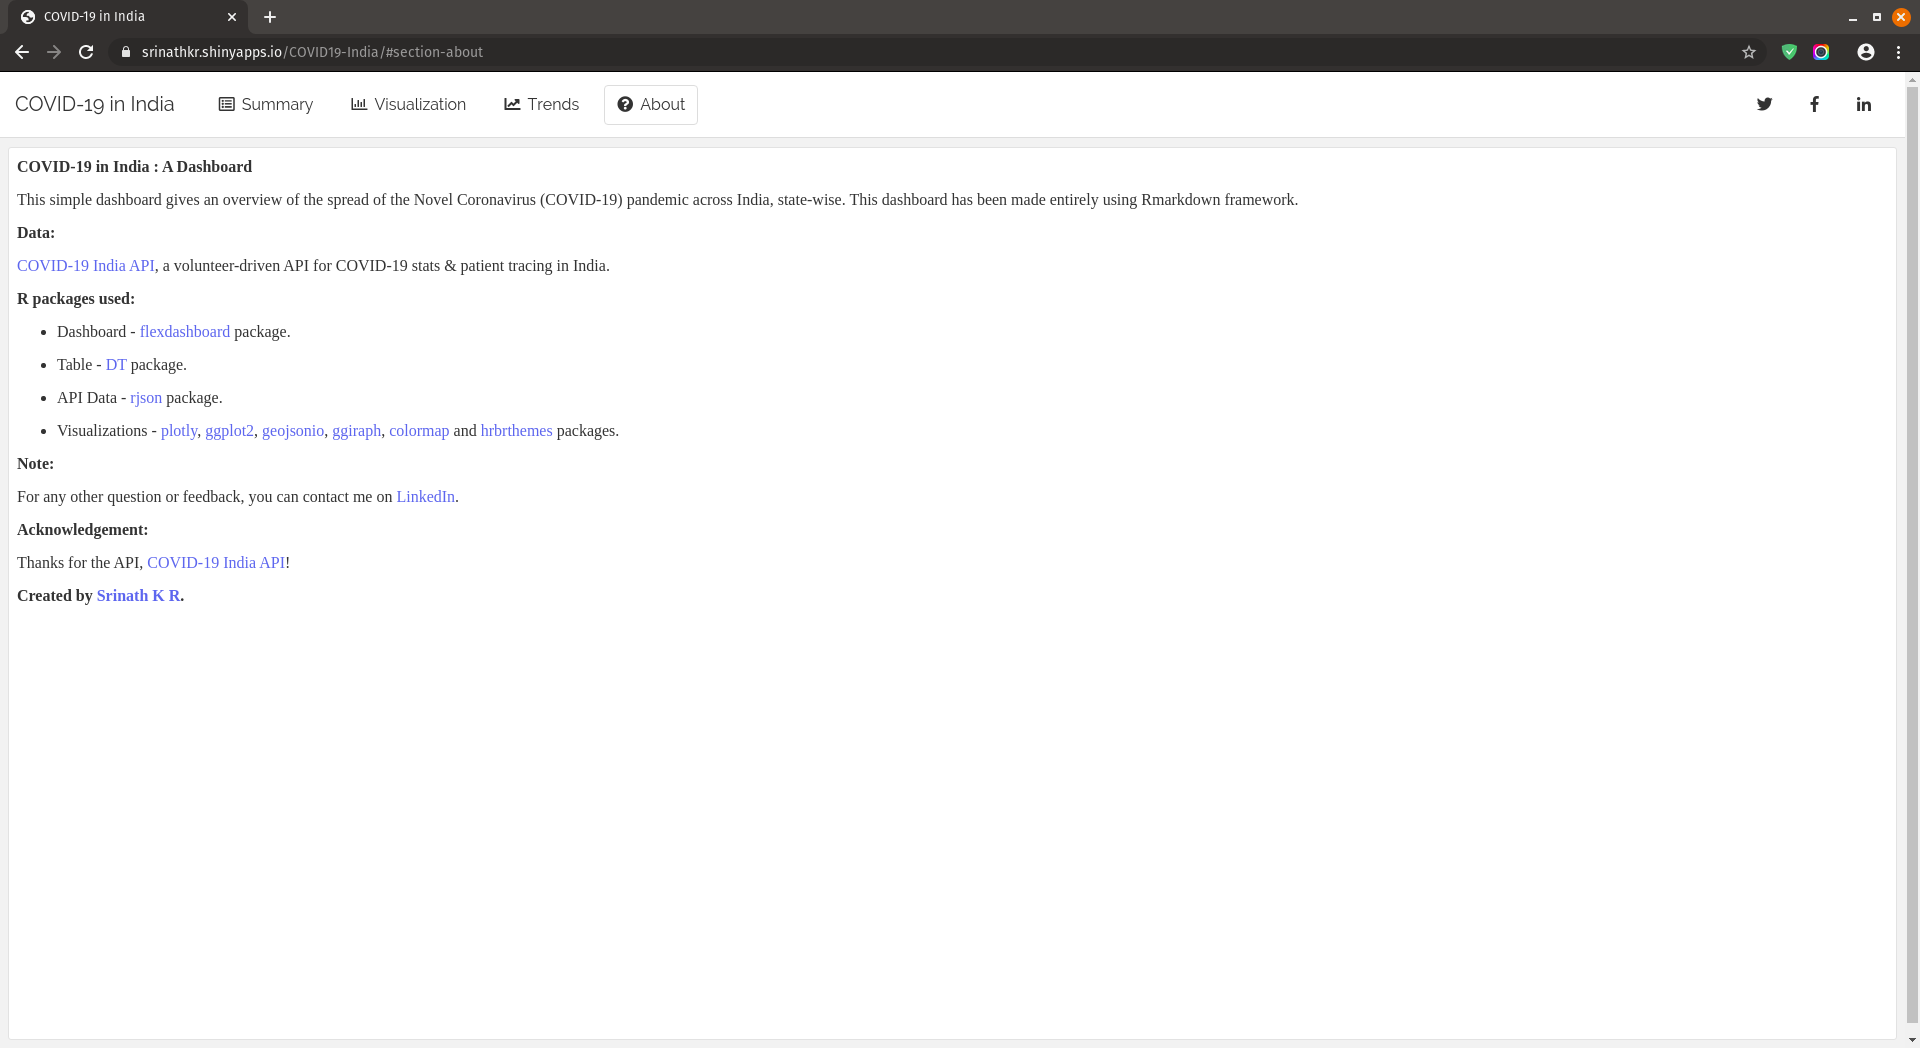 COVID-19 in India
srinathkr.shinyapps.io/COVID19-India/#section-about
COVID-19 in India Summary Visualization Trends About
COVID-19 in India : A Dashboard
This simple dashboard gives an overview of the spread of the Novel Coronavirus (COVID-19) pandemic across India, state-wise. This dashboard has been made entirely using Rmarkdown framework.
Data:
COVID-19 India API, a volunteer-driven API for COVID-19 stats & patient tracing in India.
R packages used:
• Dashboard - flexdashboard package.
• Table - DT package.
• API Data - rjson package.
• Visualizations - plotly, ggplot2, geojsonio, ggiraph, colormap and hrbrthemes packages.
Note:
For any other question or feedback, you can contact me on LinkedIn.
Acknowledgement:
Thanks for the API, COVID-19 India API!
Created by Srinath K R.